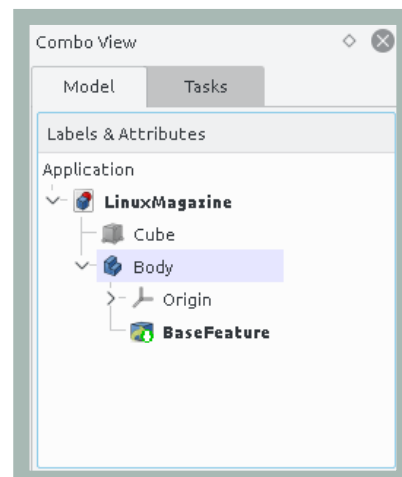 Combo View
Model Tasks
Labels & Attributes
Application
LinuxMagazine
Cube
Body
Origin
BaseFeature